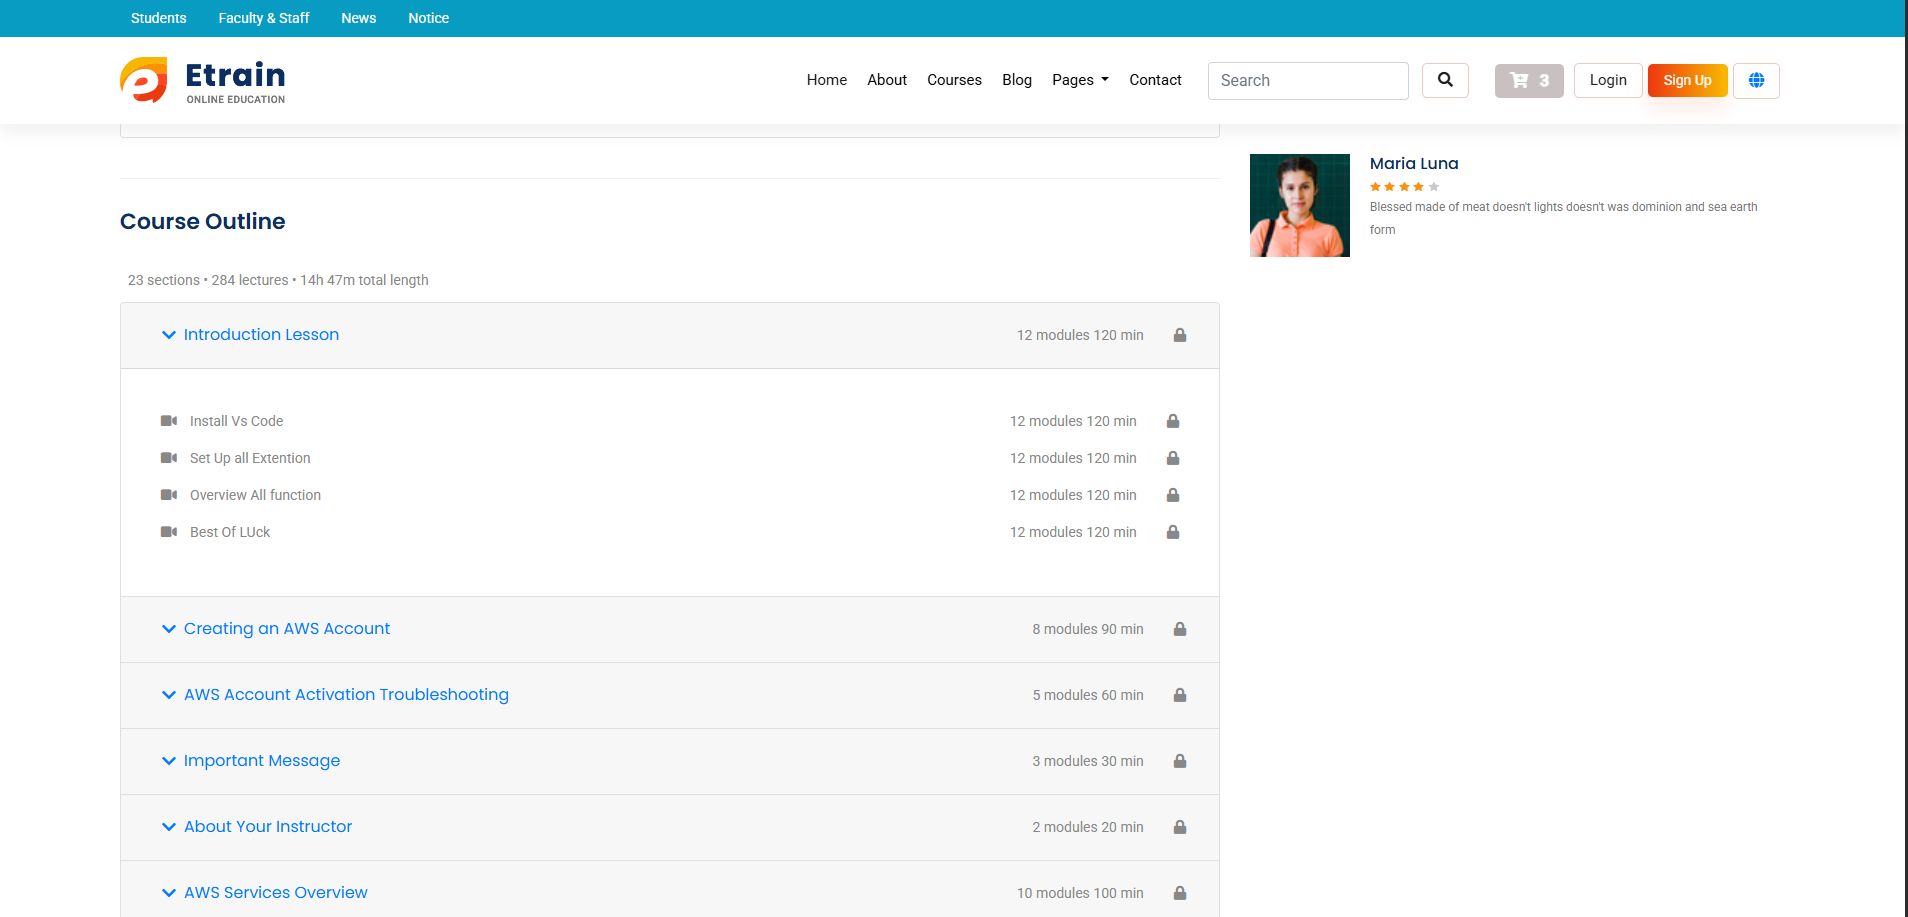 Students Faculty & Staff News Notice
Etrain
ONLINE EDUCATION
Home About Courses Blog Pages Contact Search 3 Login Sign Up
Maria Luna
Blessed made of meat doesn't lights doesn't was dominion and sea earth
form
Course Outline
23 sections • 284 lectures • 14h 47m total length
Introduction Lesson 12 modules 120 min
Install Vs Code 12 modules 120 min
Set Up all Extention 12 modules 120 min
Overview All function 12 modules 120 min
Best Of LUck 12 modules 120 min
Creating an AWS Account 8 modules 90 min
AWS Account Activation Troubleshooting 5 modules 60 min
Important Message 3 modules 30 min
About Your Instructor 2 modules 20 min
AWS Services Overview 10 modules 100 min